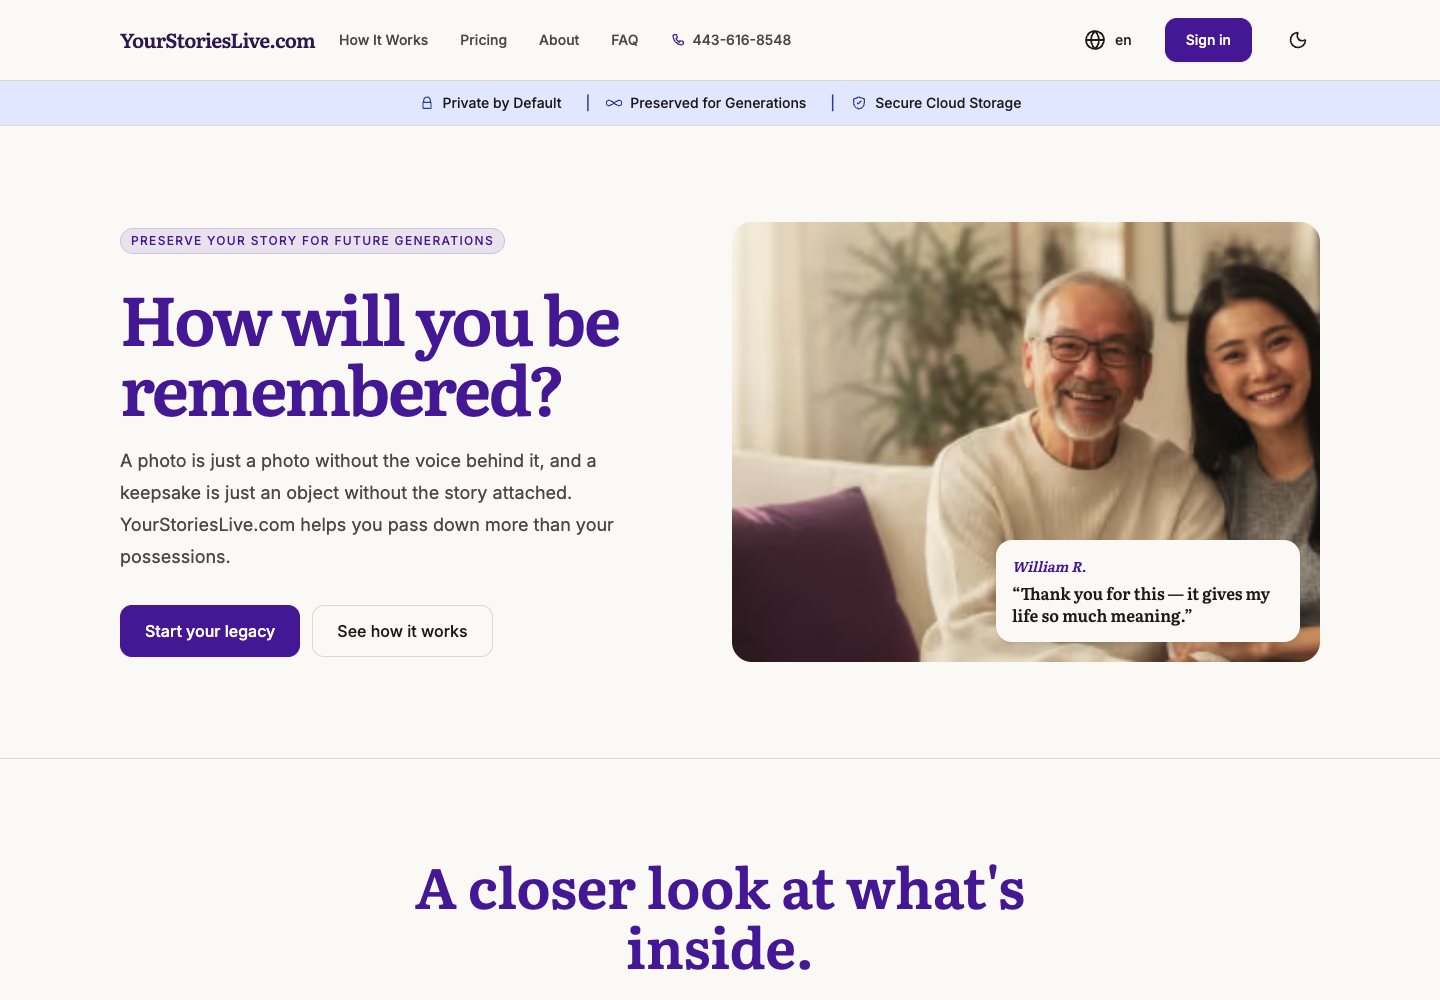 YourStoriesLive.com How It Works Pricing About FAQ 443-616-8548 en Sign in
Private by Default | Preserved for Generations | Secure Cloud Storage
PRESERVE YOUR STORY FOR FUTURE GENERATIONS
How will you be
remembered?
A photo is just a photo without the voice behind it, and a
keepsake is just an object without the story attached.
YourStoriesLive.com helps you pass down more than your
possessions.
Start your legacy See how it works
William R.
“Thank you for this — it gives my
life so much meaning.”
A closer look at what's
inside.